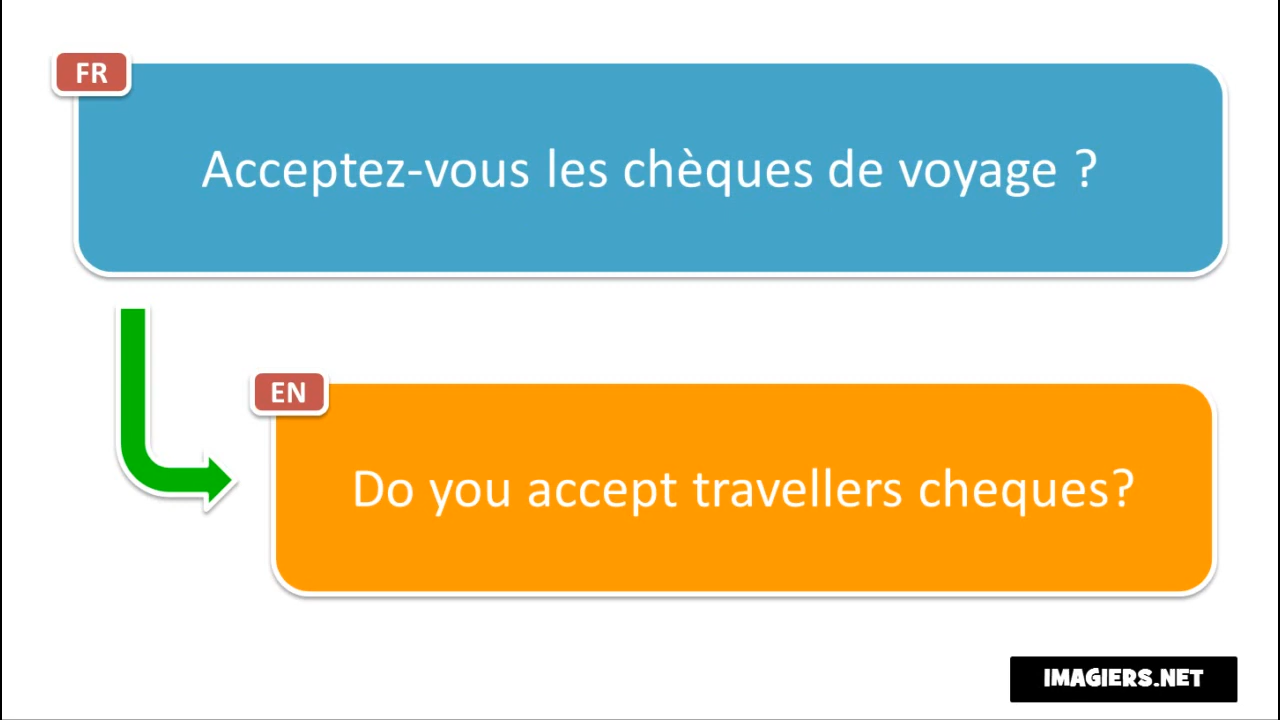 FR
Acceptez-vous les chèques de voyage ?
EN
Do you accept travellers cheques?
IMAGIERS.NET